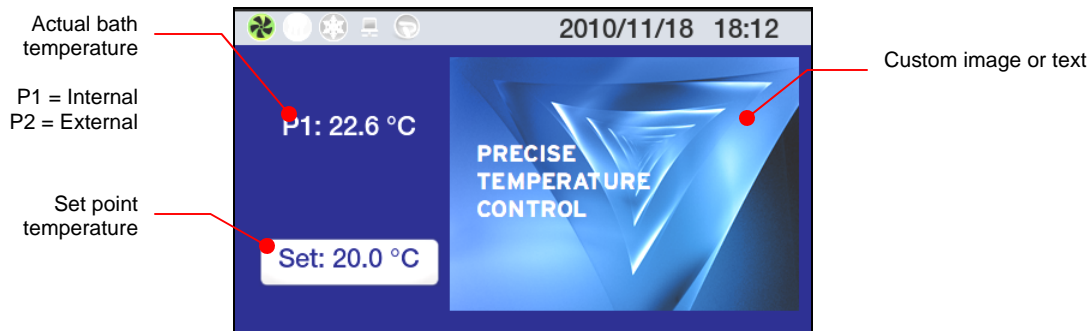 Actual bath
temperature
P1 = Internal
P2 = External
Set point
temperature
2010/11/18 18:12
P1: 22.6 °C
Set: 20.0 °C
PRECISE
TEMPERATURE
CONTROL
Custom image or text